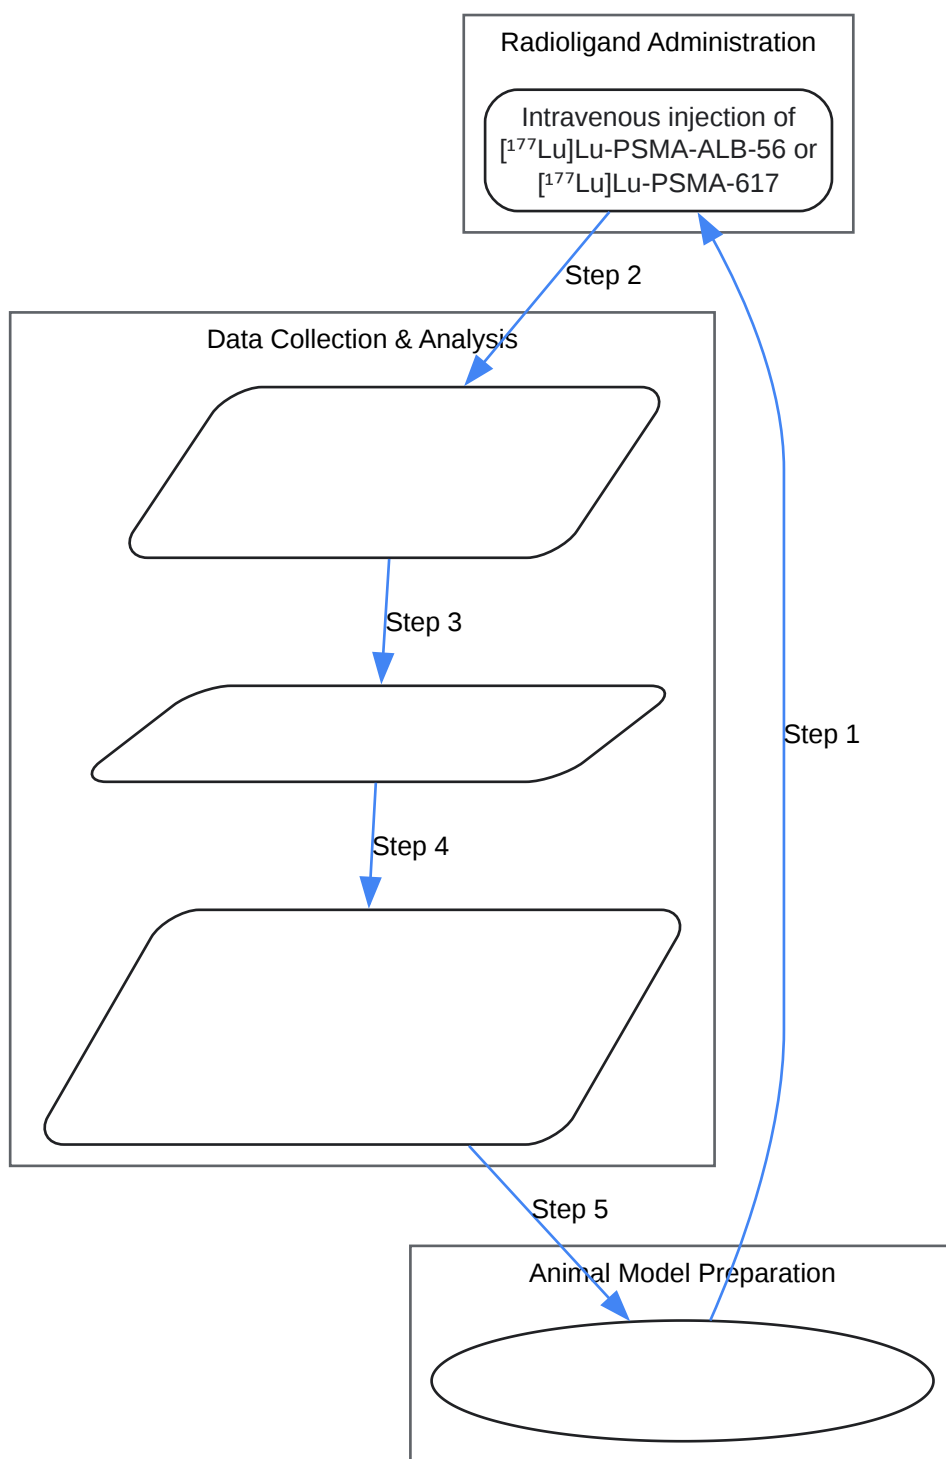 Radioligand Administration
Intravenous injection of
[¹⁷⁷Lu]Lu-PSMA-ALB-56 or
[¹⁷⁷Lu]Lu-PSMA-617
Step 2
Data Collection & Analysis
Step 3
Step 1
Step 4
Step 5
Animal Model Preparation